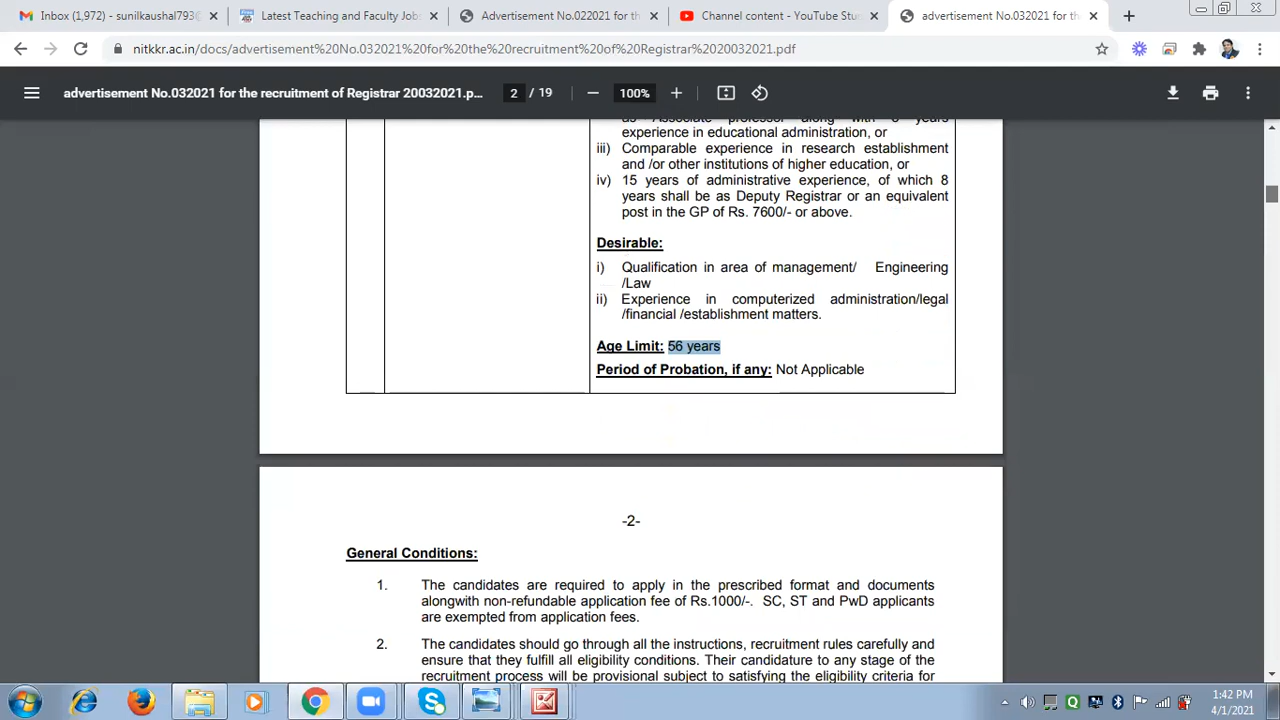 Inbox (1,972) - sunilkaushal793@
Latest Teaching and Faculty Jobs
Advertisement No.022021 for the
Channel content - YouTube Stu
advertisement No.032021 for the
nitkkr.ac.in/docs/advertisement%20No.032021%20for%20the%20recruitment%20of%20Registrar%2020032021.pdf
advertisement No.032021 for the recruitment of Registrar 20032021.p...
2 / 19
100%
experience in educational administration, or
iii) Comparable experience in research establishment
and /or other institutions of higher education, or
iv) 15 years of administrative experience, of which 8
years shall be as Deputy Registrar or an equivalent
post in the GP of Rs. 7600/- or above.
Desirable:
i) Qualification in area of management/ Engineering
/Law
ii) Experience in computerized administration/legal
/financial /establishment matters.
Age Limit: 56 years
Period of Probation, if any: Not Applicable
-2-
General Conditions:
1. The candidates are required to apply in the prescribed format and documents
alongwith non-refundable application fee of Rs.1000/-. SC, ST and PwD applicants
are exempted from application fees.
2. The candidates should go through all the instructions, recruitment rules carefully and
ensure that they fulfill all eligibility conditions. Their candidature to any stage of the
recruitment process will be provisional subject to satisfying the eligibility criteria for
1:42 PM
4/1/2021